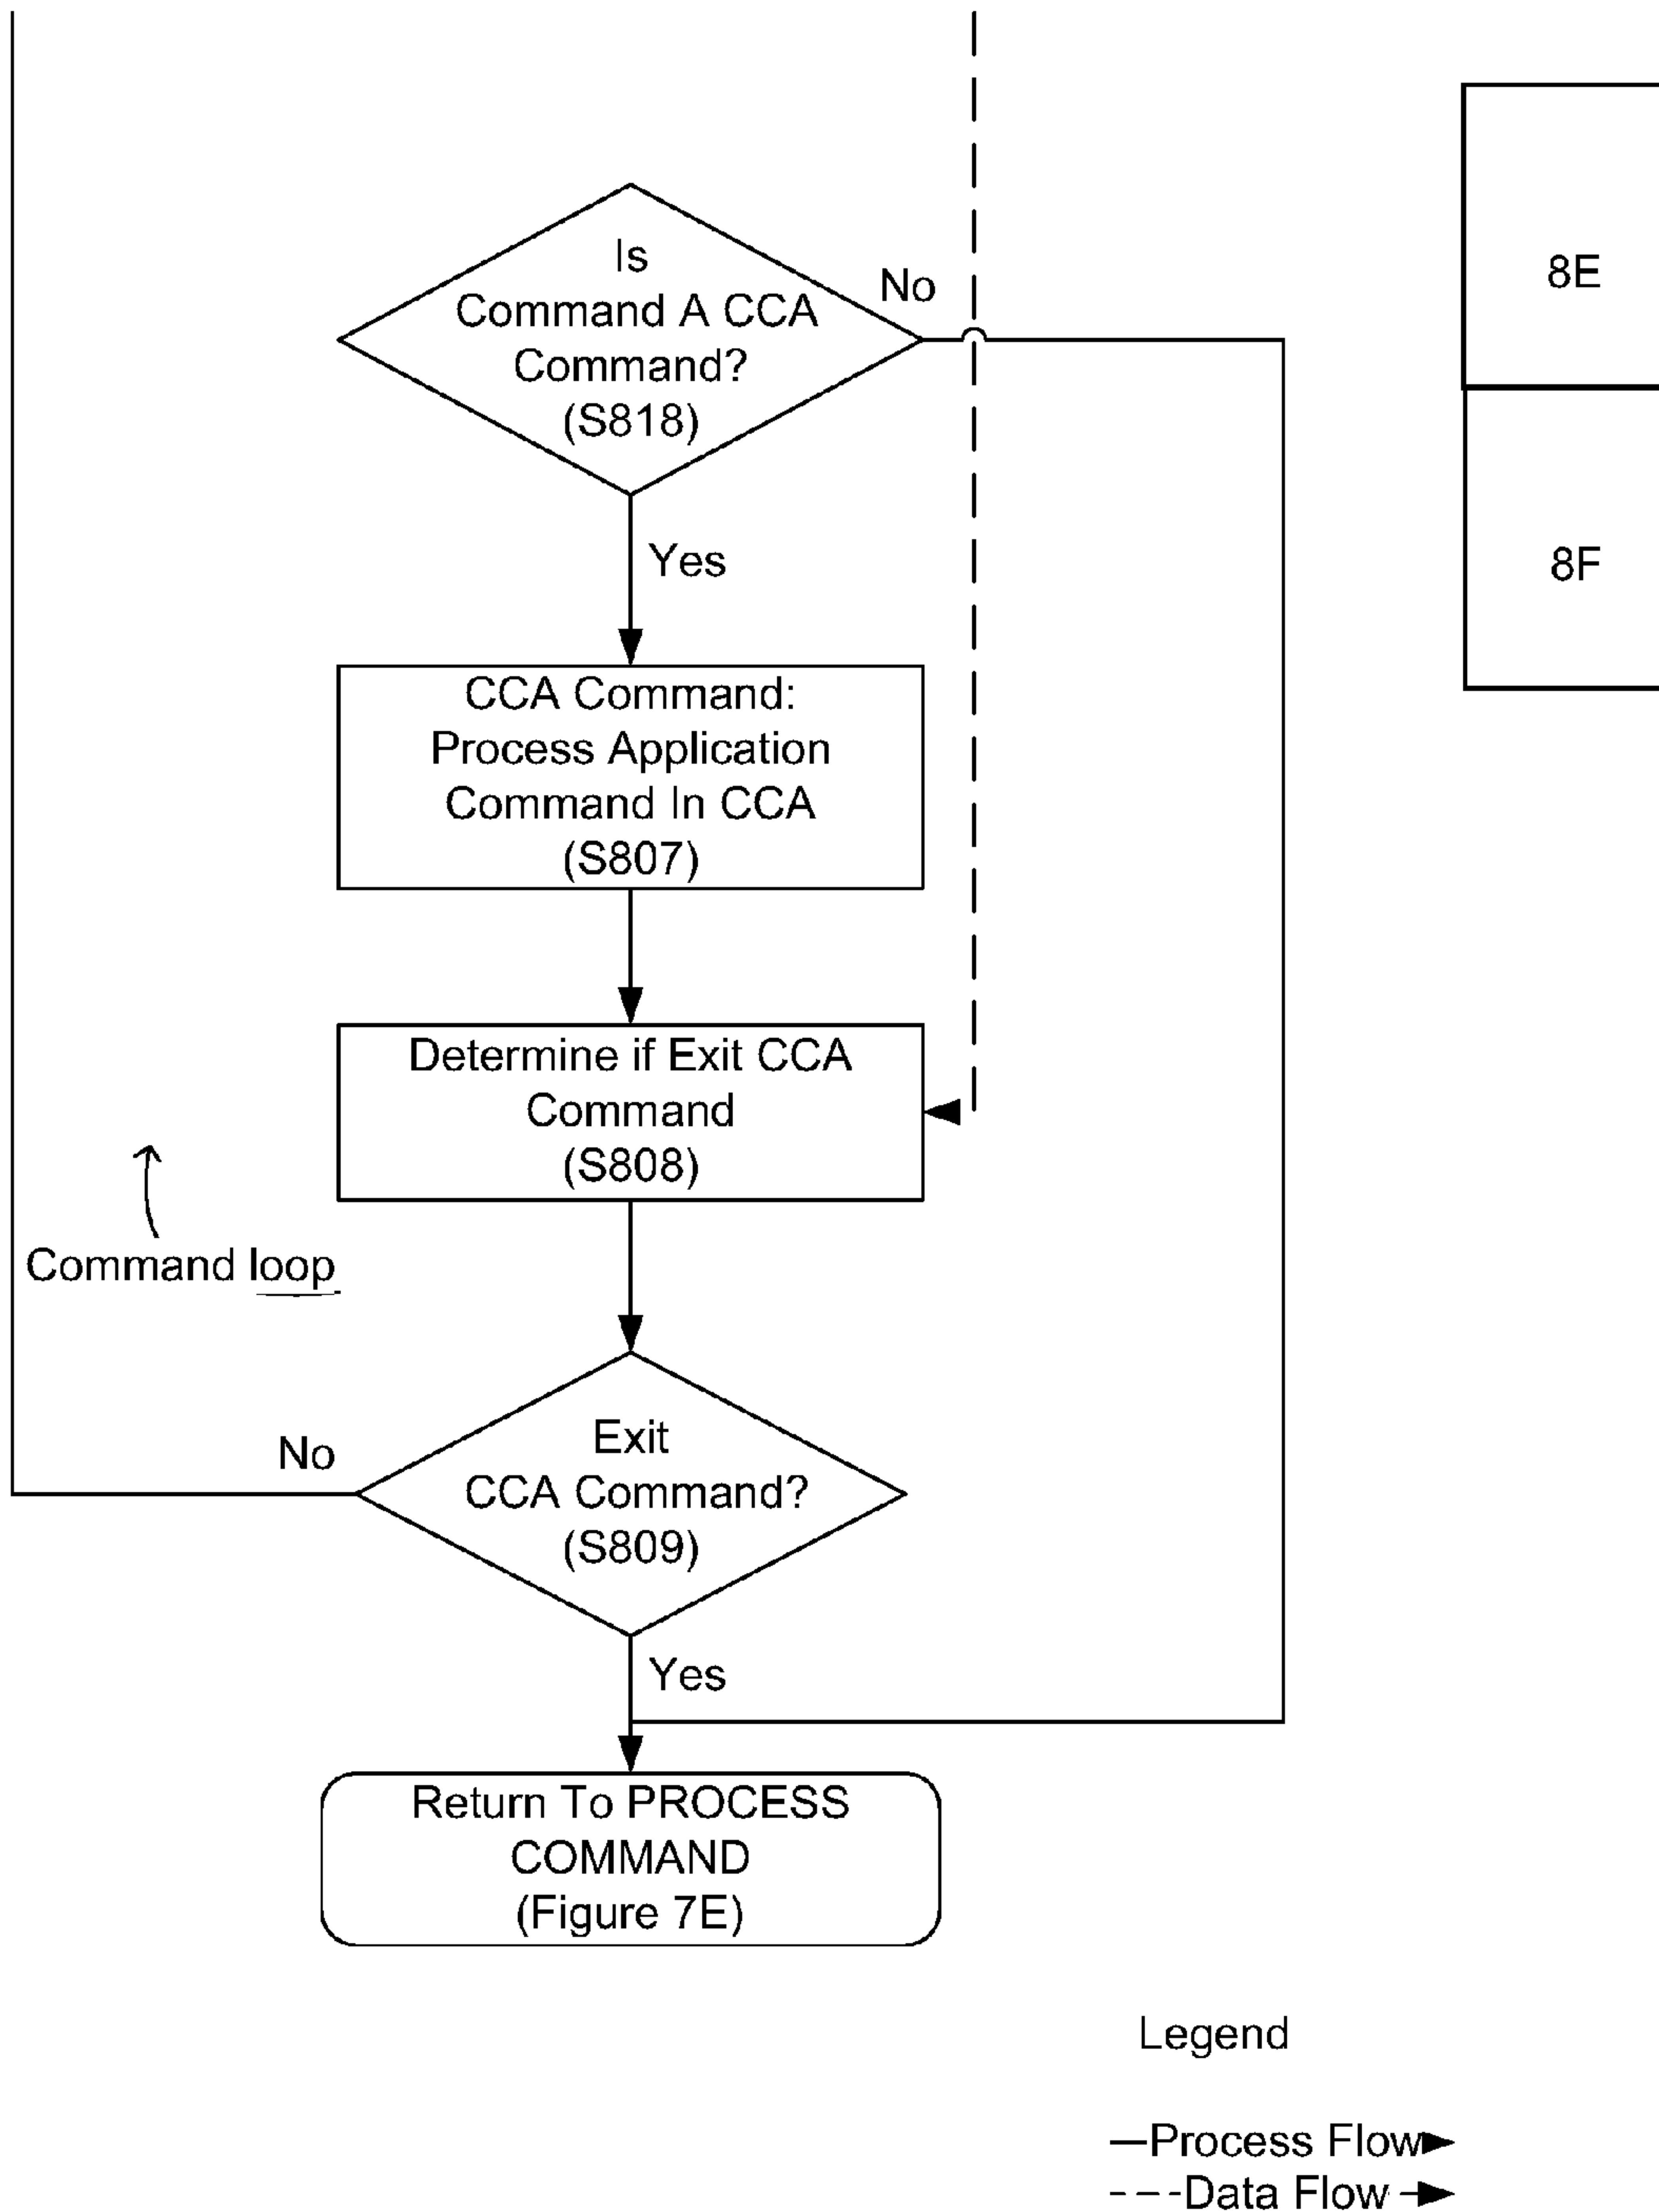 Is
Command A CCA
Command?
(S818)
No
8E
8F
Yes
CCA Command:
Process Application
Command In CCA
(S807)
Determine if Exit CCA
Command
(S808)
Command loop
No
Exit
CCA Command?
(S809)
Yes
Return To PROCESS
COMMAND
(Figure 7E)
Legend
Process Flow
Data Flow